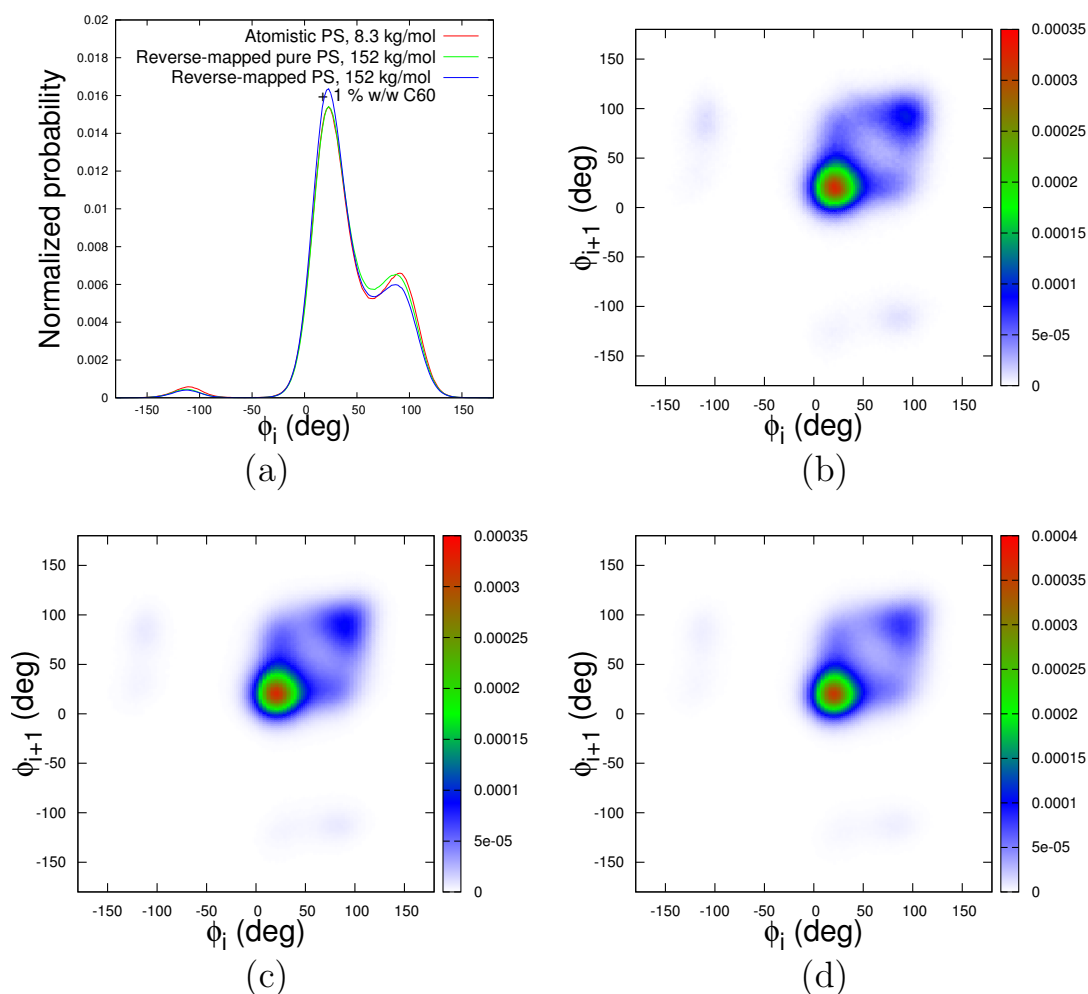 0.02
0.018
0.016
0.014
0.012
0.01
0.008
0.006
0.004
0.002
0
Normalized probability
Atomistic PS, 8.3 kg/mol
Reverse-mapped pure PS, 152 kg/mol
Reverse-mapped PS, 152 kg/mol
+ 1 % w/w C60
-150 -100 -50 0 50 100 150
ϕi (deg)
(a)
150
100
50
0
-50
-100
-150
ϕi+1 (deg)
-150 -100 -50 0 50 100 150
ϕi (deg)
0.00035
0.0003
0.00025
0.0002
0.00015
0.0001
5e-05
0
(b)
150
100
50
0
-50
-100
-150
ϕi+1 (deg)
-150 -100 -50 0 50 100 150
ϕi (deg)
0.00035
0.0003
0.00025
0.0002
0.00015
0.0001
5e-05
0
(c)
150
100
50
0
-50
-100
-150
ϕi+1 (deg)
-150 -100 -50 0 50 100 150
ϕi (deg)
0.0004
0.00035
0.0003
0.00025
0.0002
0.00015
0.0001
5e-05
0
(d)